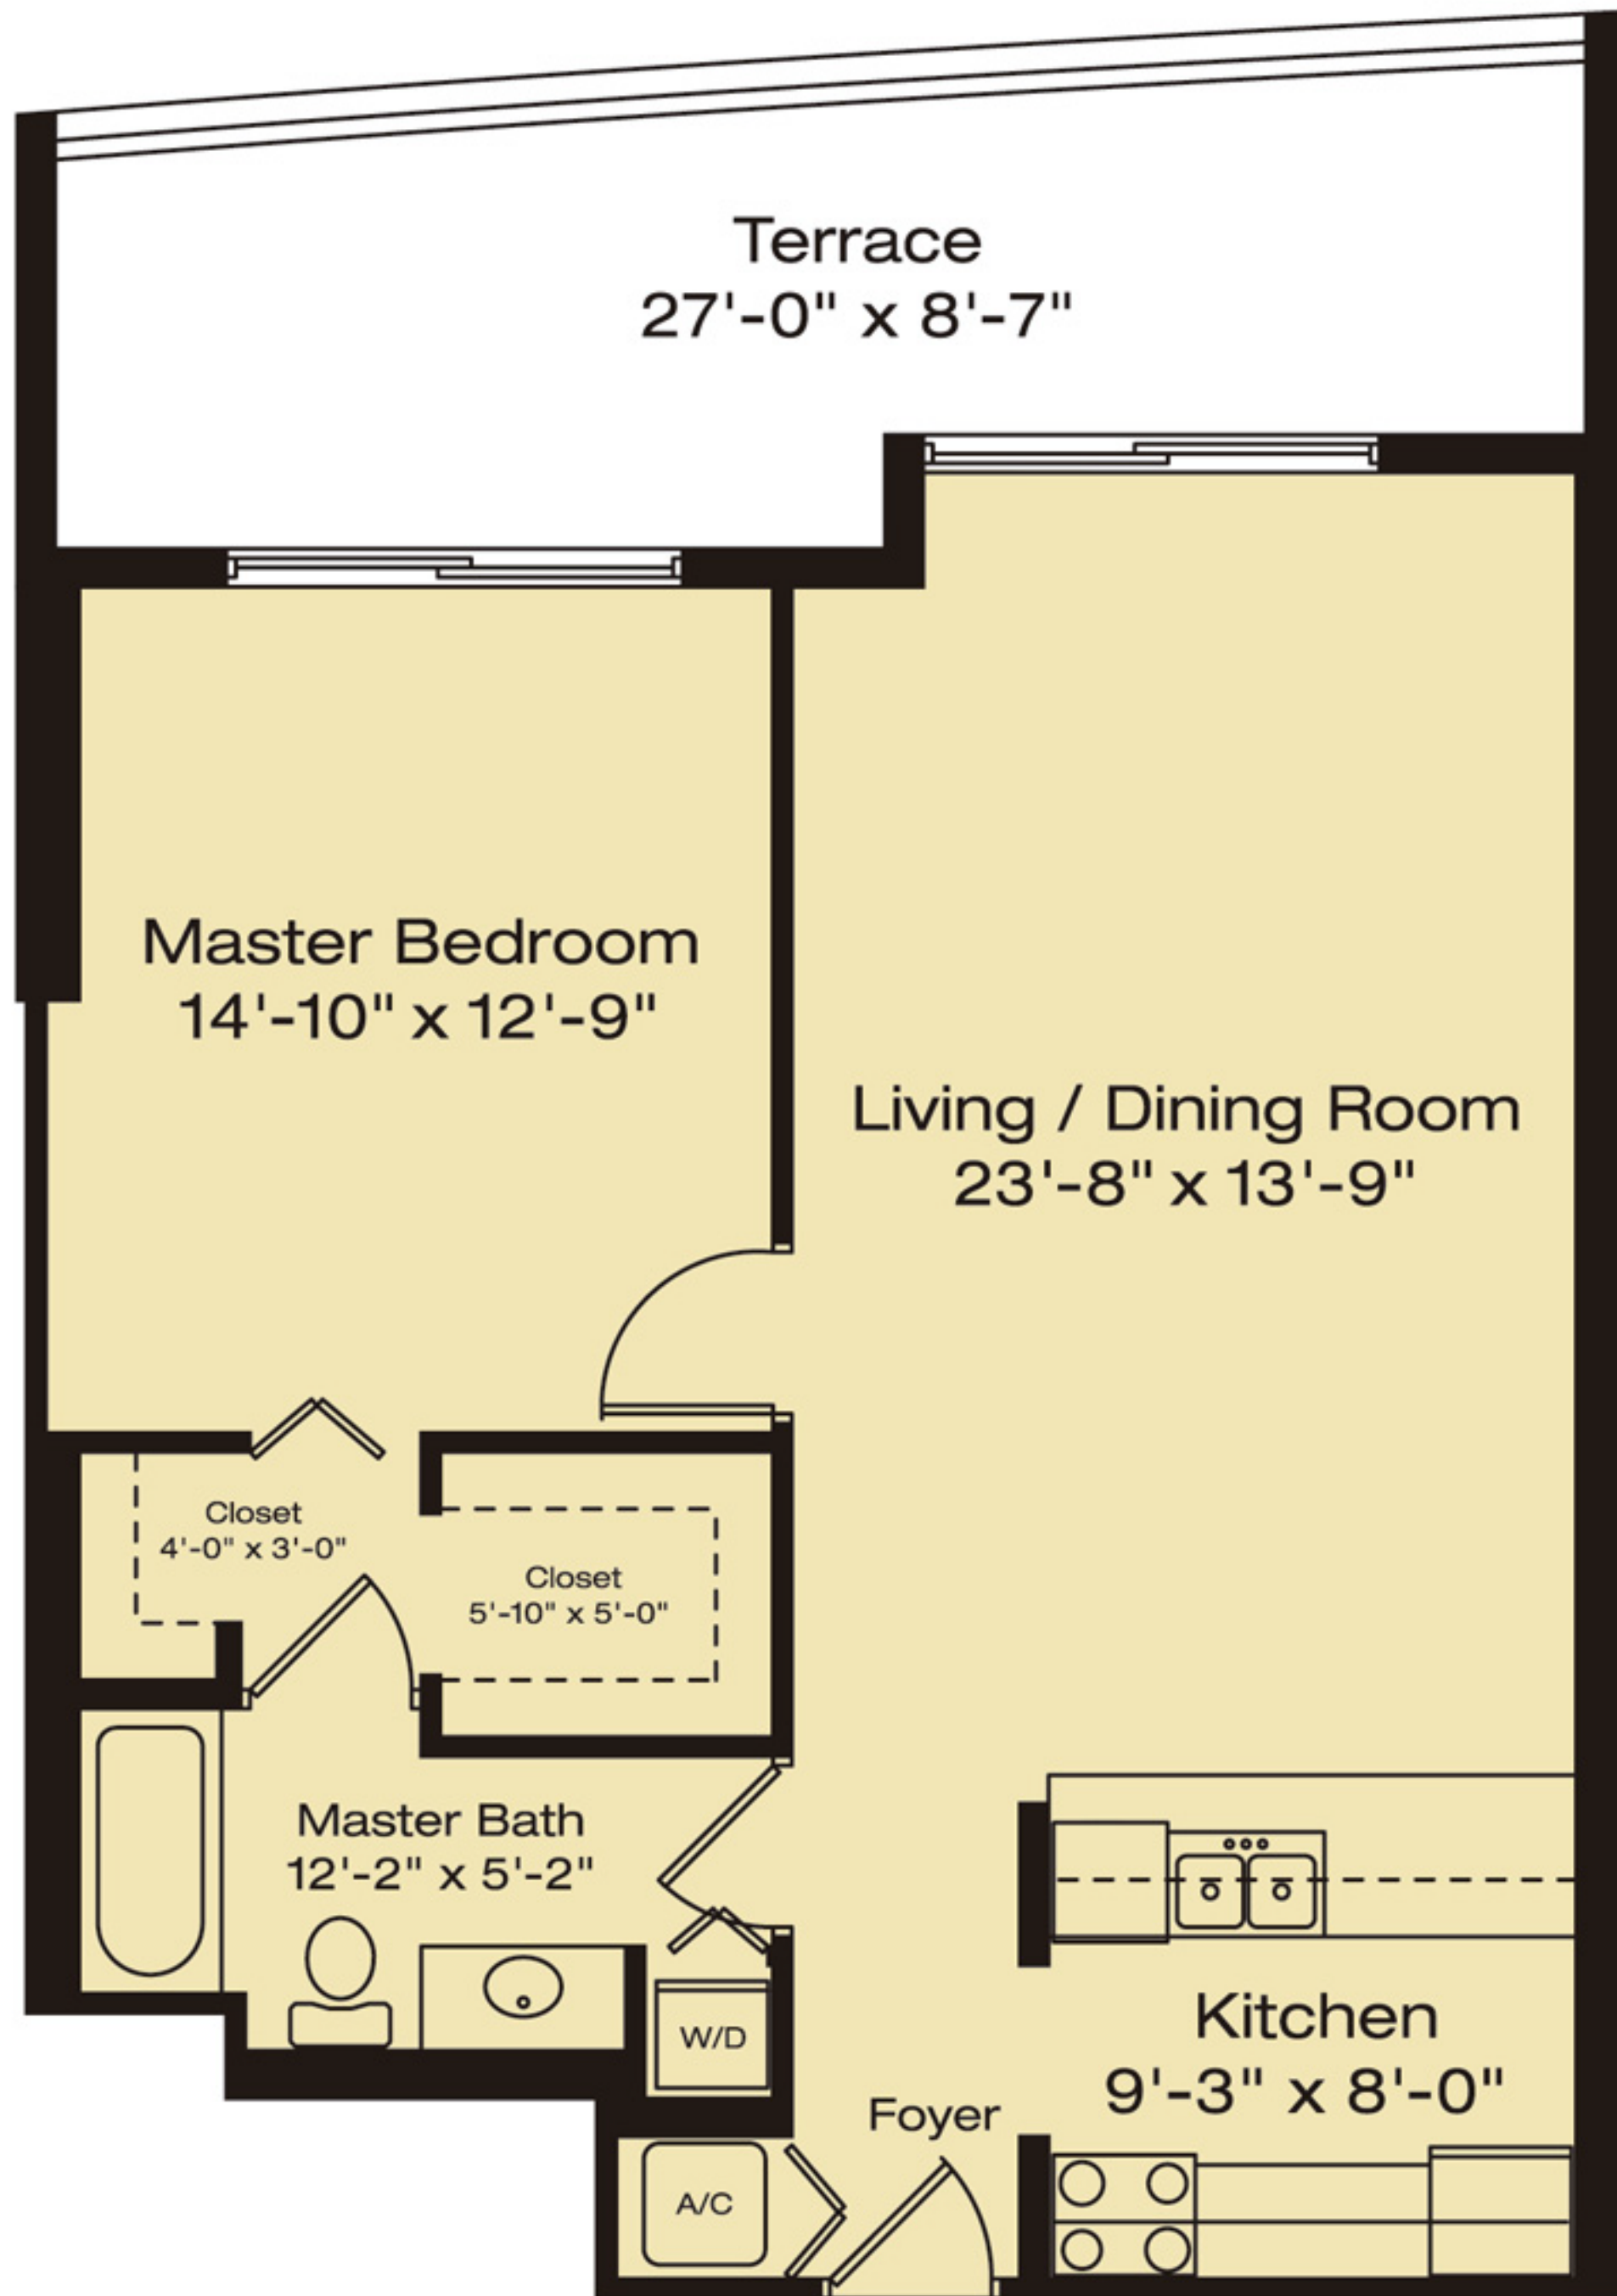 Terrace
27'-0" x 8'-7"
Master Bedroom
14'-10" x 12'-9"
Living / Dining Room
23'-8" x 13'-9"
Closet
4'-0" x 3'-0"
Closet
5'-10" x 5'-0"
Master Bath
12'-2" x 5'-2"
W/D
Kitchen
9'-3" x 8'-0"
Foyer
A/C